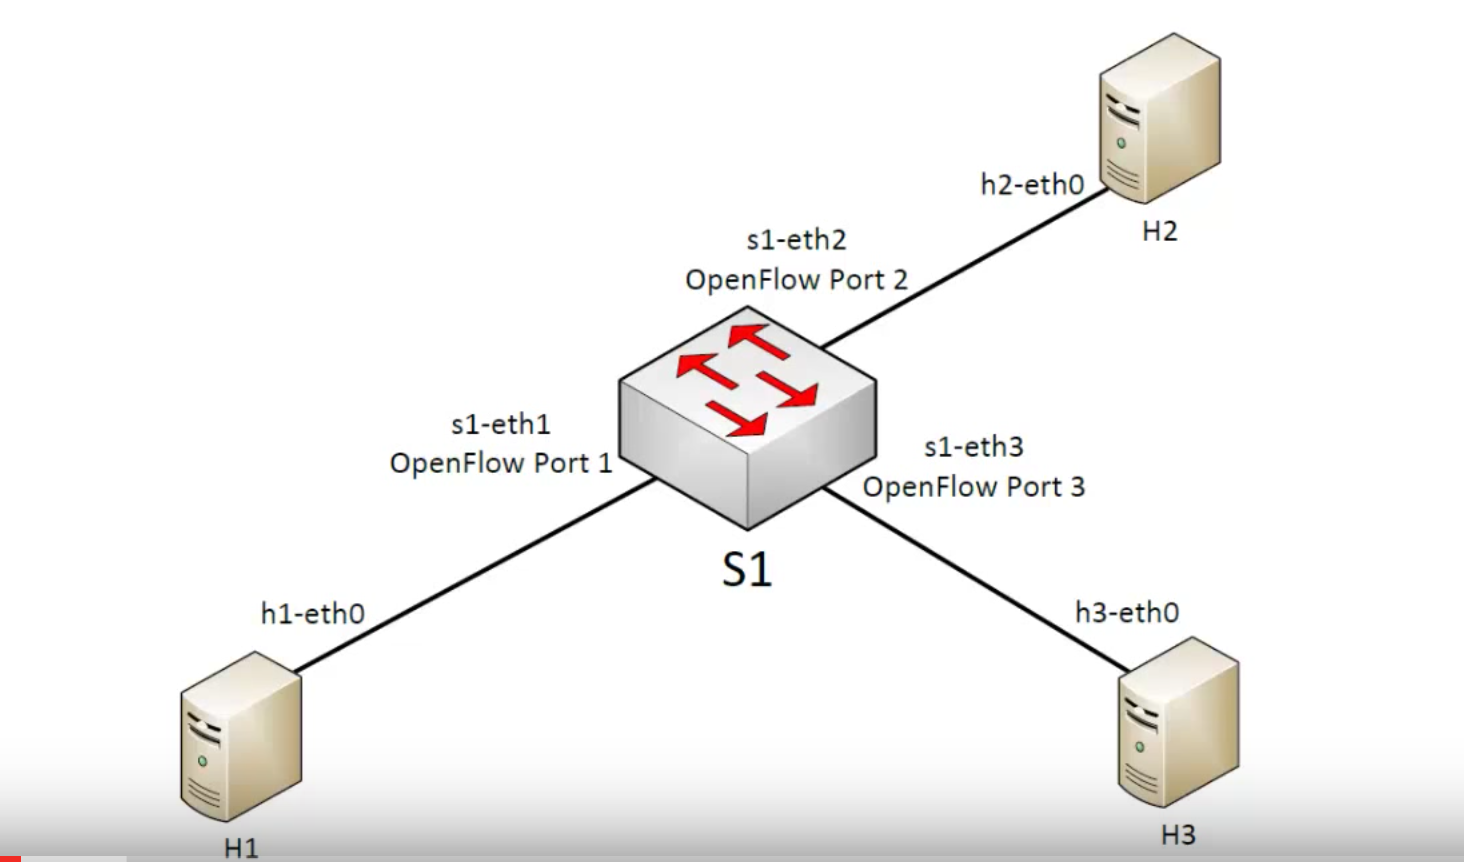 h2-eth0
H2
s1-eth2
OpenFlow Port 2
s1-eth1
OpenFlow Port 1
s1-eth3
OpenFlow Port 3
S1
h1-eth0
h3-eth0
H1
H3